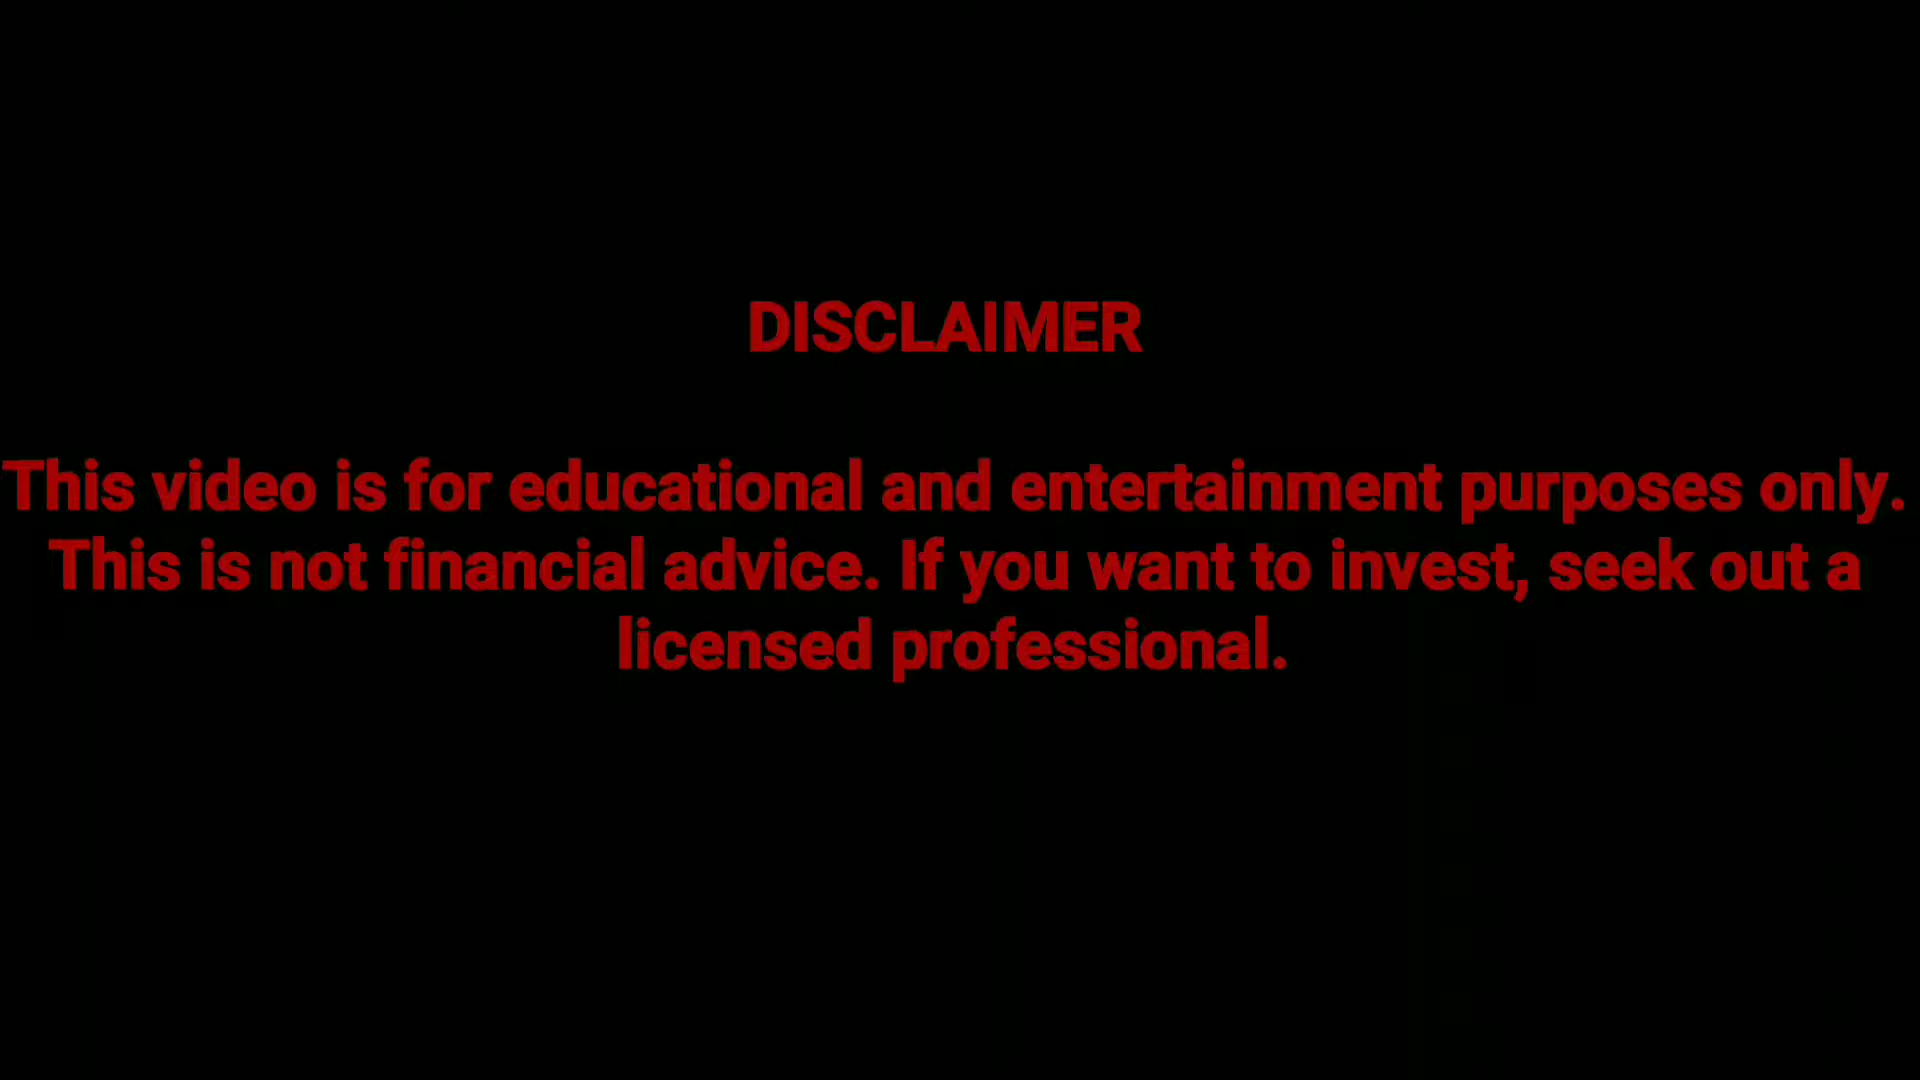 DISCLAIMER
This video is for educational and entertainment purposes only.
This is not financial advice. If you want to invest, seek out a
licensed professional.